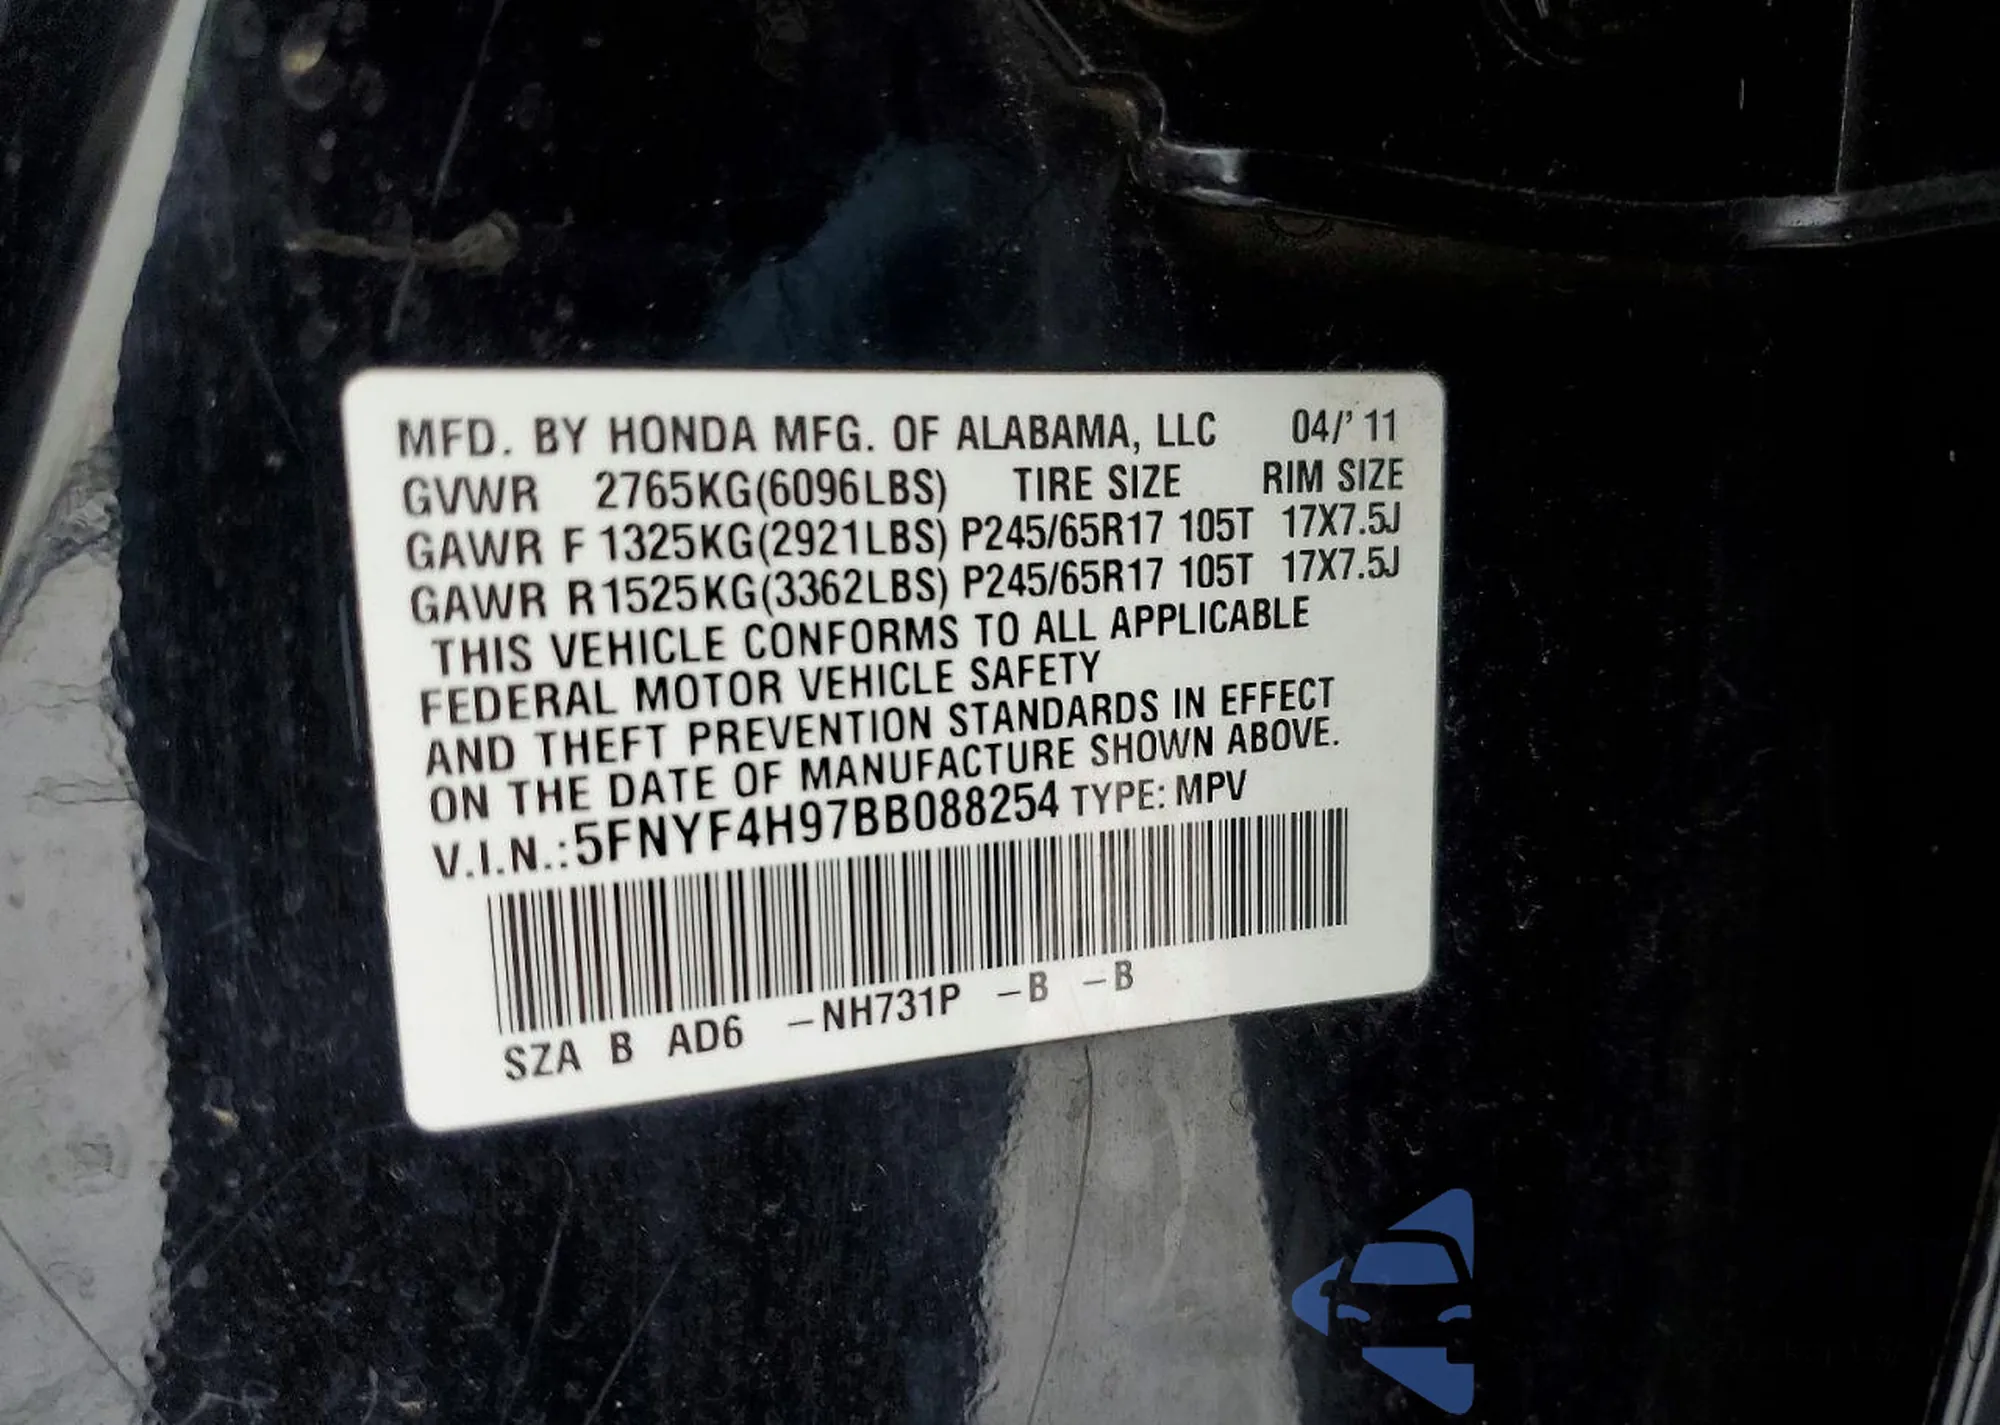 MFD. BY HONDA MFG. OF ALABAMA, LLC 04/' 11
GVWR 2765KG(6096LBS) TIRE SIZE RIM SIZE
GAWR F 1325KG(2921LBS) P245/65R17 105T 17X7.5J
GAWR R 1525KG(3362LBS) P245/65R17 105T 17X7.5J
THIS VEHICLE CONFORMS TO ALL APPLICABLE
FEDERAL MOTOR VEHICLE SAFETY
AND THEFT PREVENTION STANDARDS IN EFFECT
ON THE DATE OF MANUFACTURE SHOWN ABOVE.
V.I.N.: 5FNYF4H97BB088254 TYPE: MPV
SZA B AD6 –NH731P –B –B